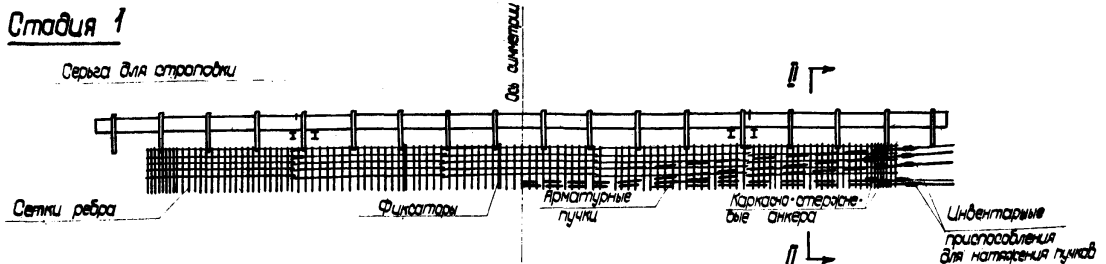 Стадия 1
Ось симметрии
Серьга для строповки
II
I I
I I
Сетки ребра
Фиксаторы
Арматурные
пучки
Каркасно-стержне-
вые анкера
Инвентарные
приспособления
для натяжения пучков
II